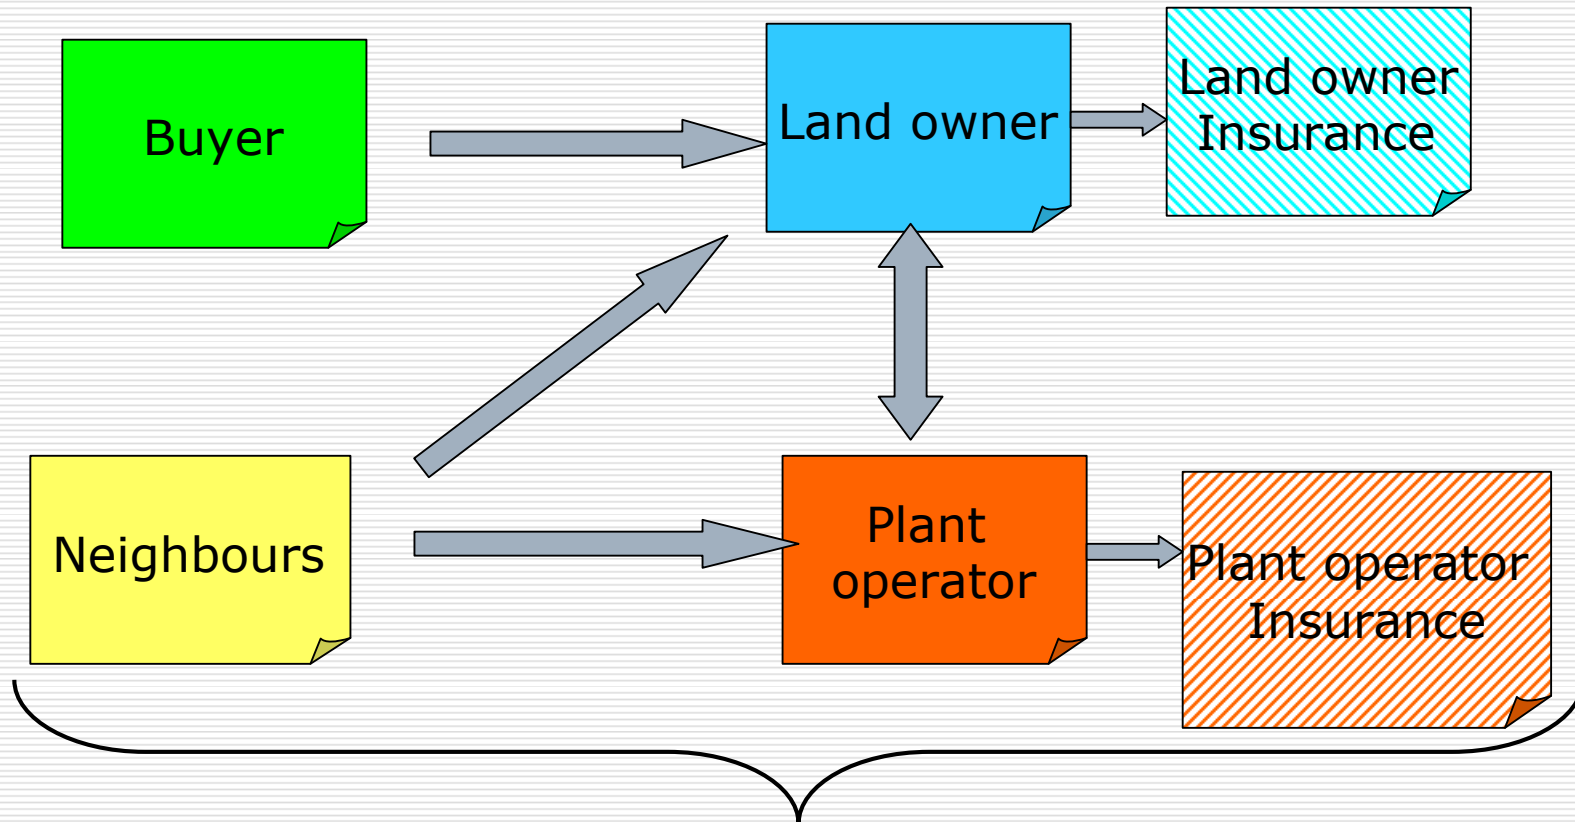 Buyer
Land owner
Land owner
Insurance
Neighbours
Plant
operator
Plant operator
Insurance